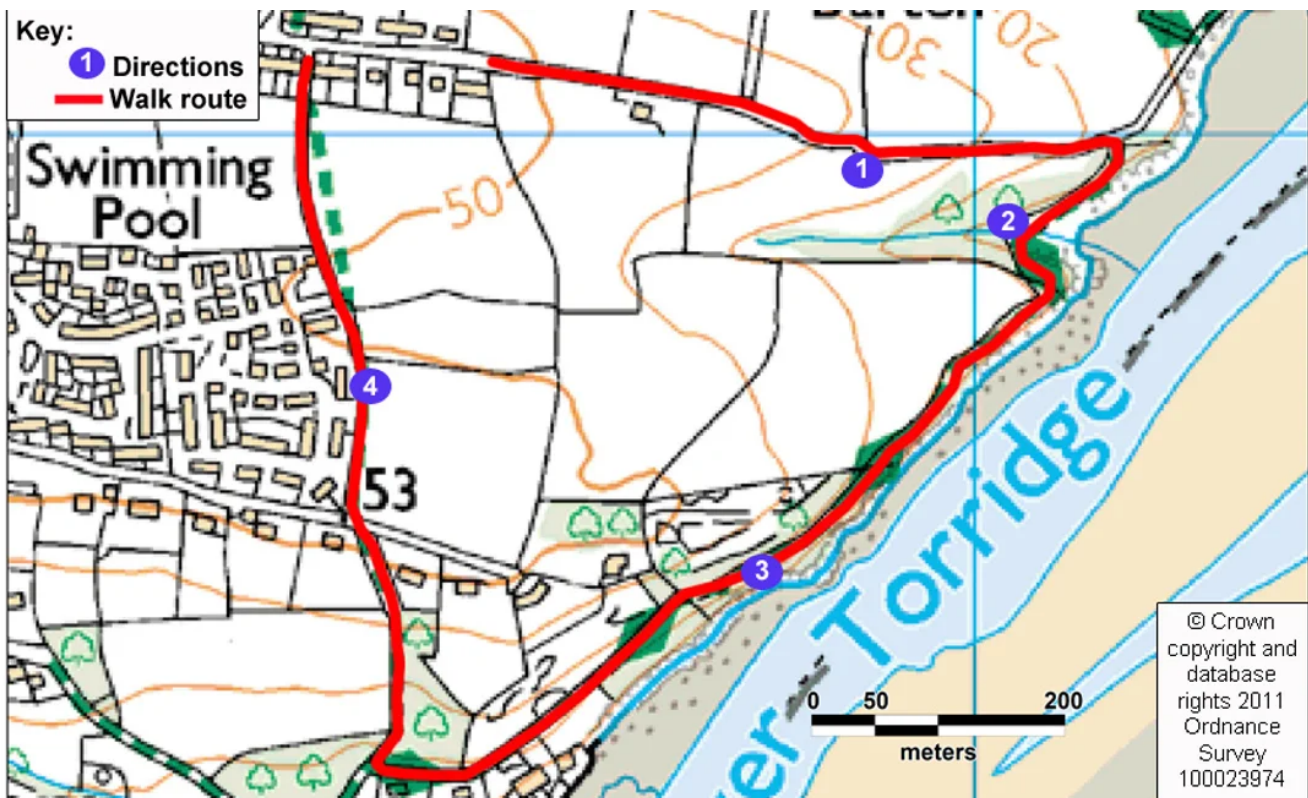 Key:
1 Directions
Walk route
30
20
Swimming
Pool
50
1
2
4
53
3
Torridge
0 50 200
meters
© Crown
copyright and
database
rights 2011
Ordnance
Survey
100023974